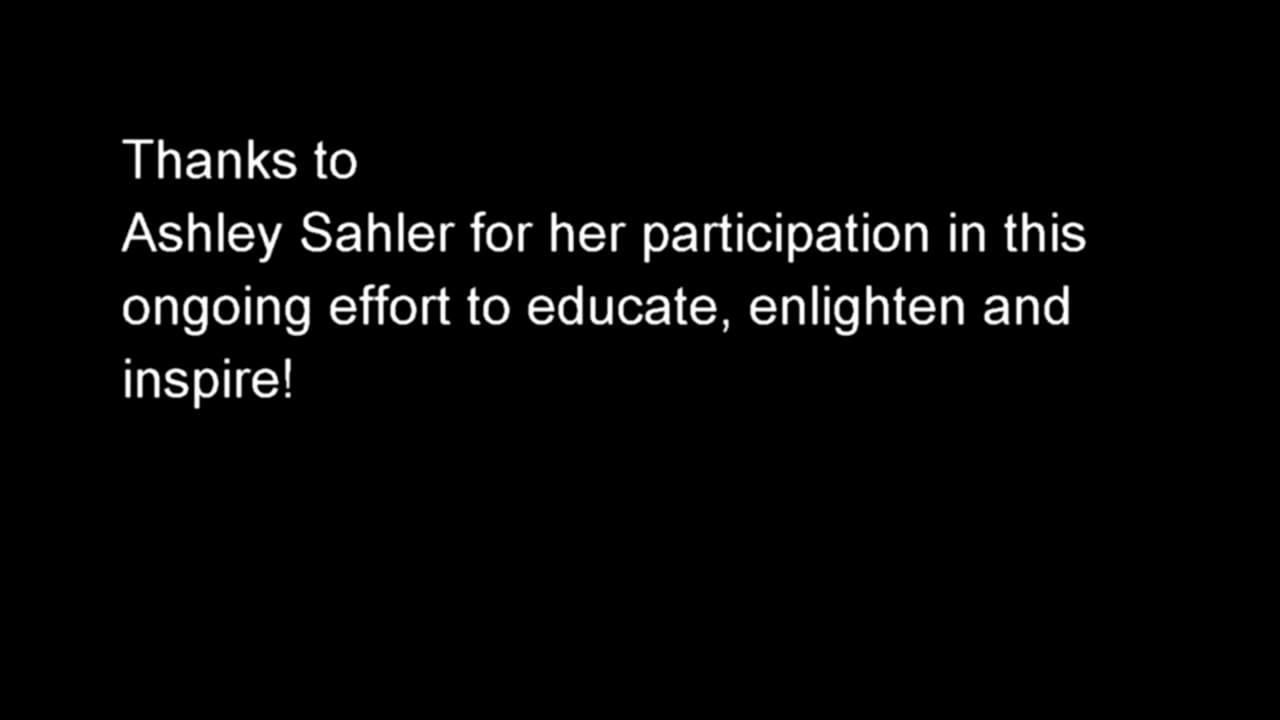 Thanks to
Ashley Sahler for her participation in this
ongoing effort to educate, enlighten and
inspire!